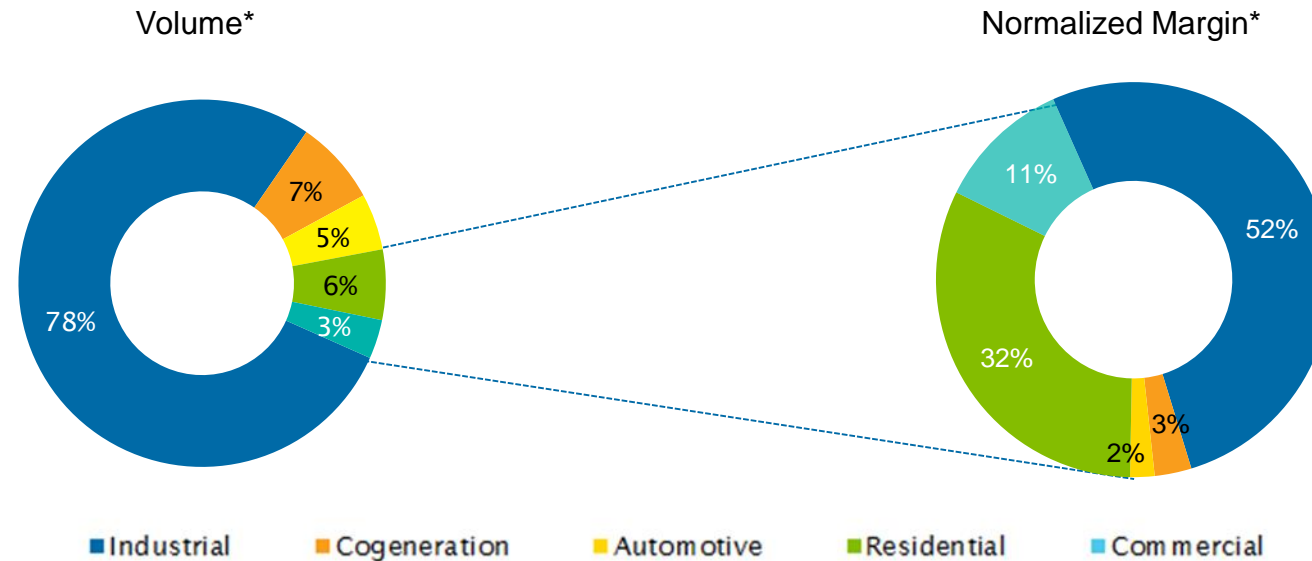 Volume*
Normalized Margin*
7%
5%
6%
3%
78%
11%
52%
32%
3%
2%
Industrial
Cogeneration
Automotive
Residential
Commercial